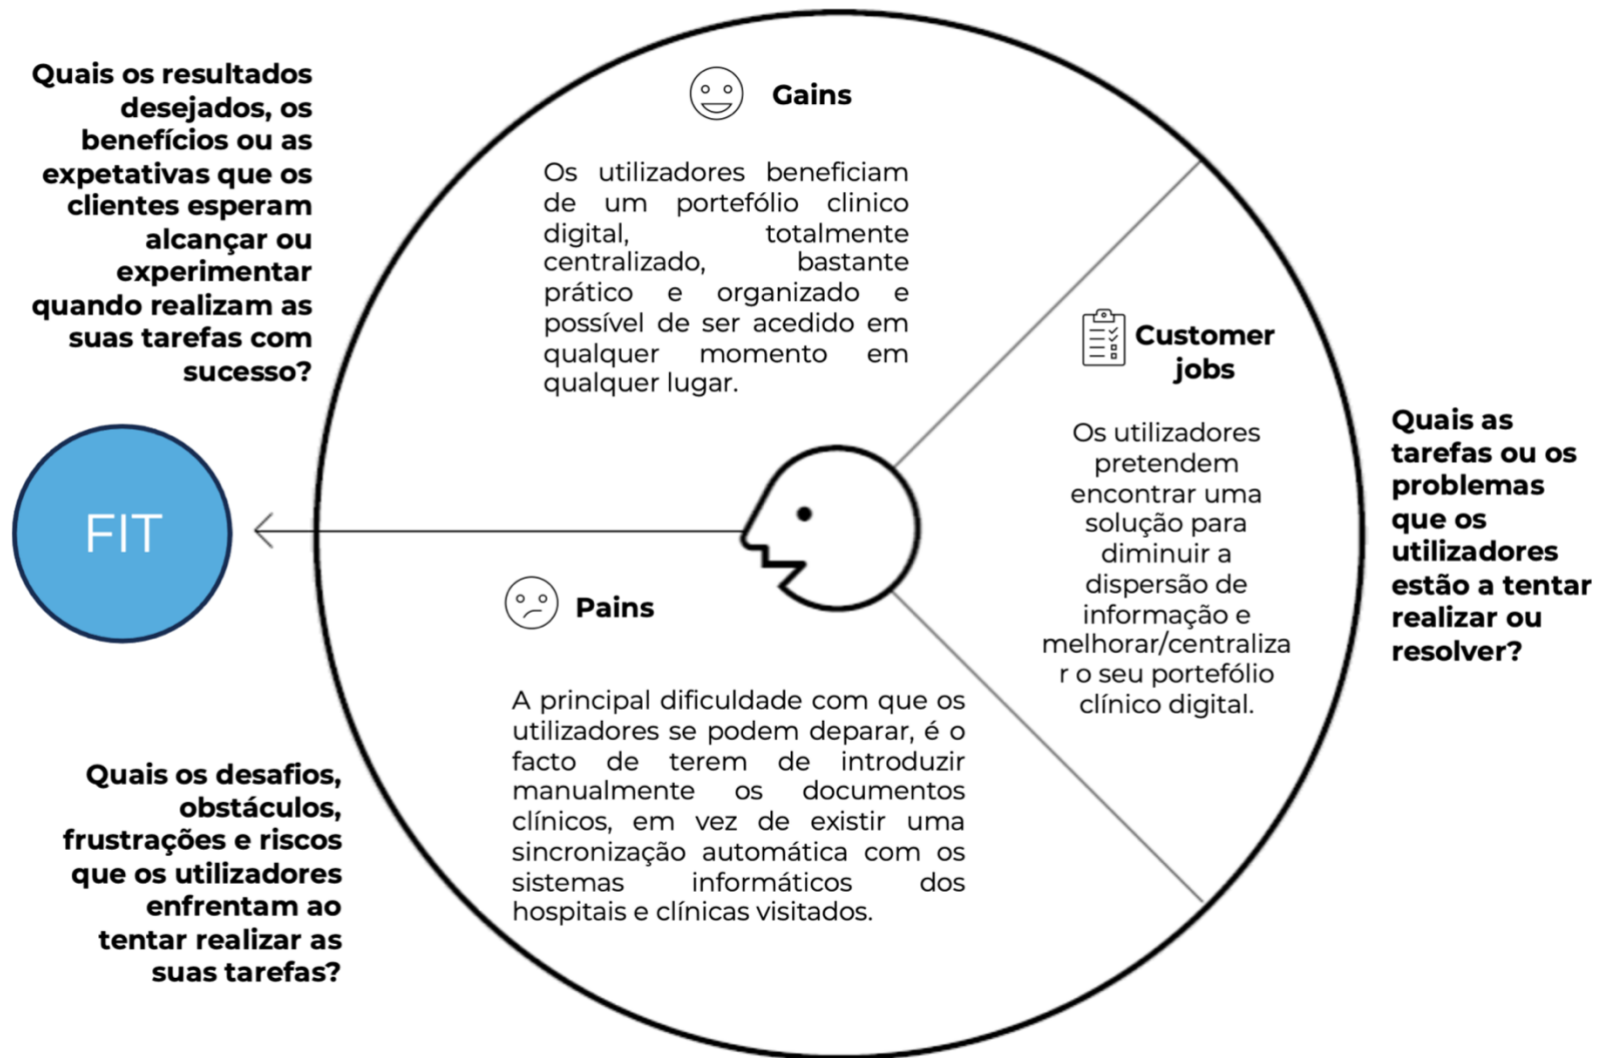 Quais os resultados
desejados, os
benefícios ou as
expetativas que os
clientes esperam
alcançar ou
experimentar
quando realizam as
suas tarefas com
sucesso?
Gains
Os utilizadores beneficiam
de um portefólio clinico
digital, totalmente
centralizado, bastante
prático e organizado e
possível de ser acedido em
qualquer momento em
qualquer lugar.
Customer
jobs
Os utilizadores
pretendem
encontrar uma
solução para
diminuir a
dispersão de
informação e
melhorar/centraliza
r o seu portefólio
clínico digital.
Quais as
tarefas ou os
problemas
que os
utilizadores
estão a tentar
realizar ou
resolver?
FIT
Pains
A principal dificuldade com que os
utilizadores se podem deparar, é o
facto de terem de introduzir
manualmente os documentos
clínicos, em vez de existir uma
sincronização automática com os
sistemas informáticos dos
hospitais e clínicas visitados.
Quais os desafios,
obstáculos,
frustrações e riscos
que os utilizadores
enfrentam ao
tentar realizar as
suas tarefas?